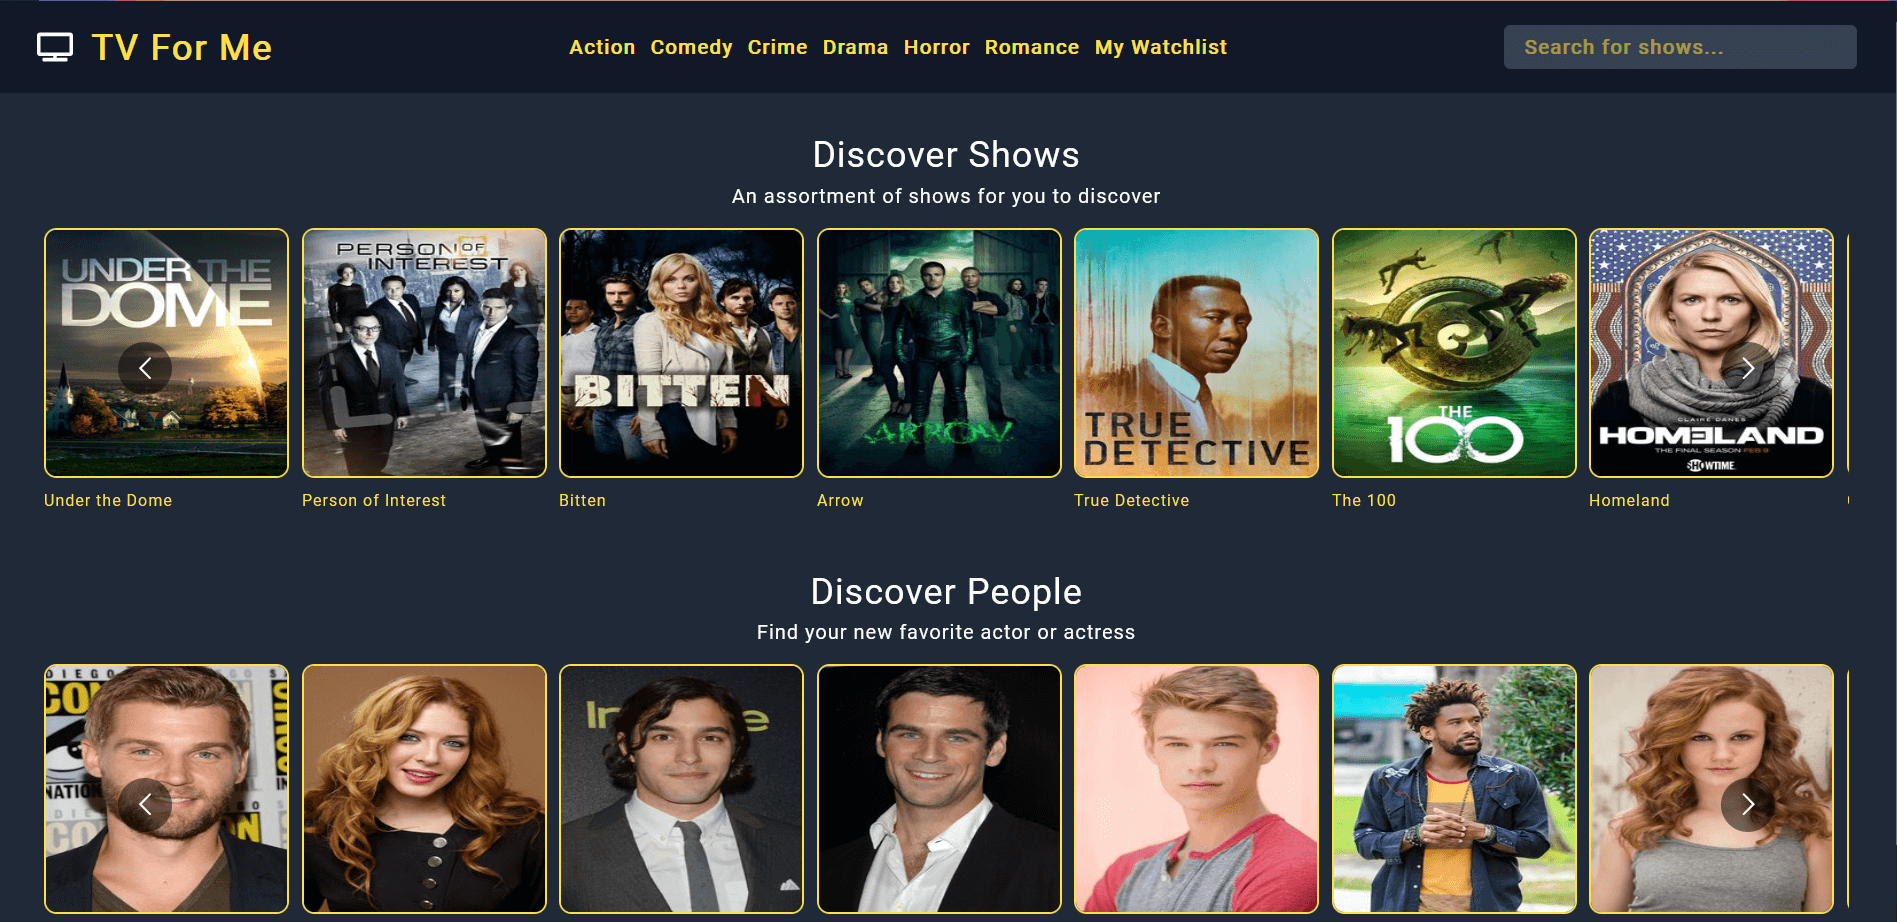 TV For Me
Action Comedy Crime Drama Horror Romance My Watchlist
Search for shows...
Discover Shows
An assortment of shows for you to discover
UNDER THE
DOME
PERSON OF
INTEREST
BITTEN
ARROW
TRUE
DETECTIVE
THE
100
CLAIRE DANES
HOMELAND
THE FINAL SEASON FEB 9
SHOWTIME
Under the Dome
Person of Interest
Bitten
Arrow
True Detective
The 100
Homeland
Discover People
Find your new favorite actor or actress